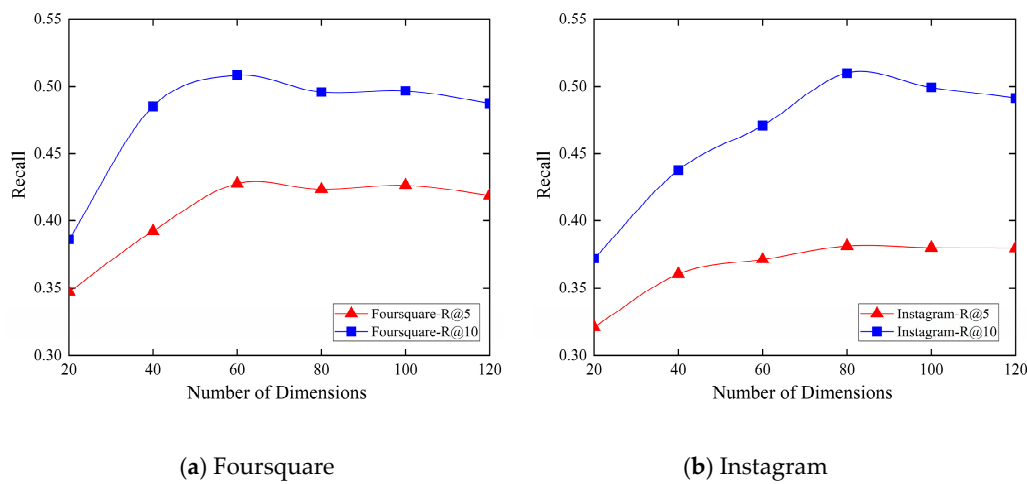 0.55
0.50
0.45
0.40
0.35
0.30
Recall
20 40 60 80 100 120
Number of Dimensions
Foursquare-R@5
Foursquare-R@10
(a) Foursquare
0.55
0.50
0.45
0.40
0.35
0.30
Recall
20 40 60 80 100 120
Number of Dimensions
Instagram-R@5
Instagram-R@10
(b) Instagram